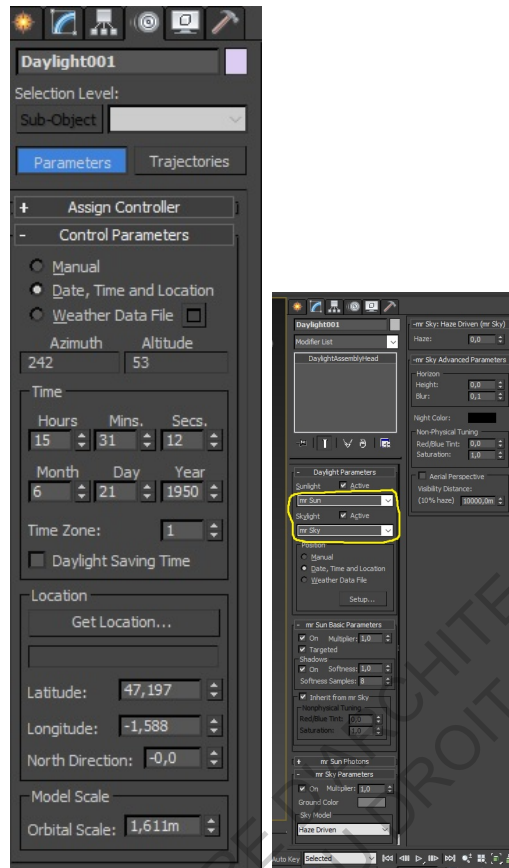 Daylight001
Selection Level:
Sub-Object
Parameters Trajectories
+ Assign Controller
- Control Parameters
Manual
Date, Time and Location
Weather Data File
Azimuth Altitude
242 53
Time
Hours Mins. Secs.
15 31 12
Month Day Year
6 21 1950
Time Zone: 1
Daylight Saving Time
Location
Get Location...
Latitude: 47,197
Longitude: -1,588
North Direction: -0,0
Model Scale
Orbital Scale: 1,611m
Daylight001
Modifier List
DaylightAssemblyHead
- Daylight Parameters
Sunlight Active
mr Sun
Skylight Active
mr Sky
Position
Manual
Date, Time and Location
Weather Data File
Setup...
- mr Sun Basic Parameters
On Multiplier: 1,0
Targeted
Shadows
On Softness: 1,0
Softness Samples: 8
Inherit from mr Sky
Nonphysical Tuning
Red/Blue Tint: 0,0
Saturation: 1,0
+ mr Sun Photons
- mr Sky Parameters
On Multiplier: 1,0
Ground Color
Sky Model
Haze Driven
-mr Sky: Haze Driven (mr Sky)
Haze: 0,0
-mr Sky Advanced Parameters
Horizon
Height: 0,0
Blur: 0,1
Night Color:
Non-Physical Tuning
Red/Blue Tint: 0,0
Saturation: 1,0
Aerial Perspective
Visibility Distance:
(10% haze) 10000,0m
Auto Key Selected